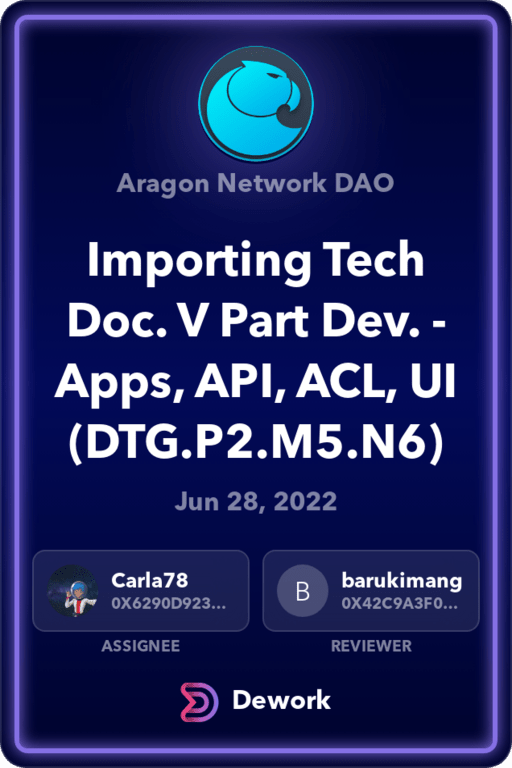 Aragon Network DAO
Importing Tech
Doc. V Part Dev. -
Apps, API, ACL, UI
(DTG.P2.M5.N6)
Jun 28, 2022
Carla78
0X6290D923...
ASSIGNEE
B
barukimang
0X42C9A3F0...
REVIEWER
Dework